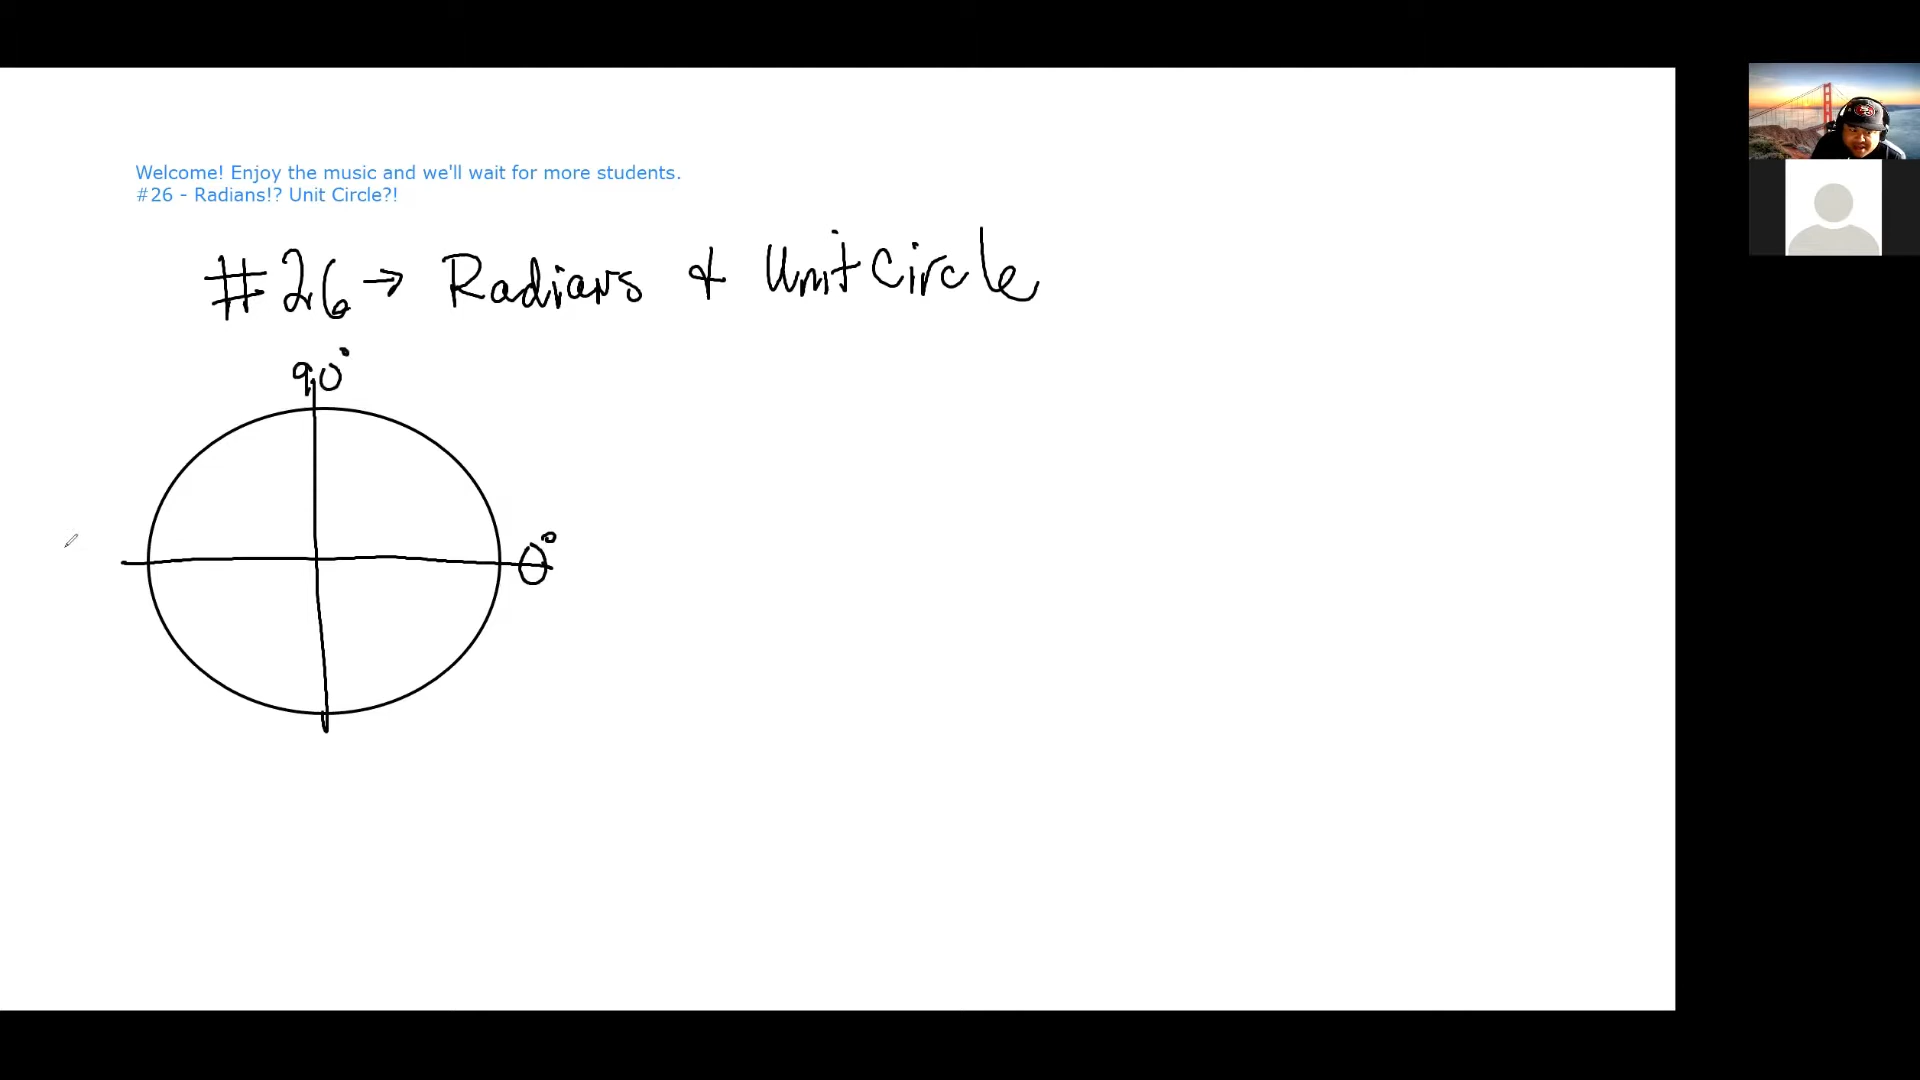 Welcome! Enjoy the music and we'll wait for more students.
#26 - Radians!? Unit Circle?!
#26 → Radians & Unit Circle
90°
0°